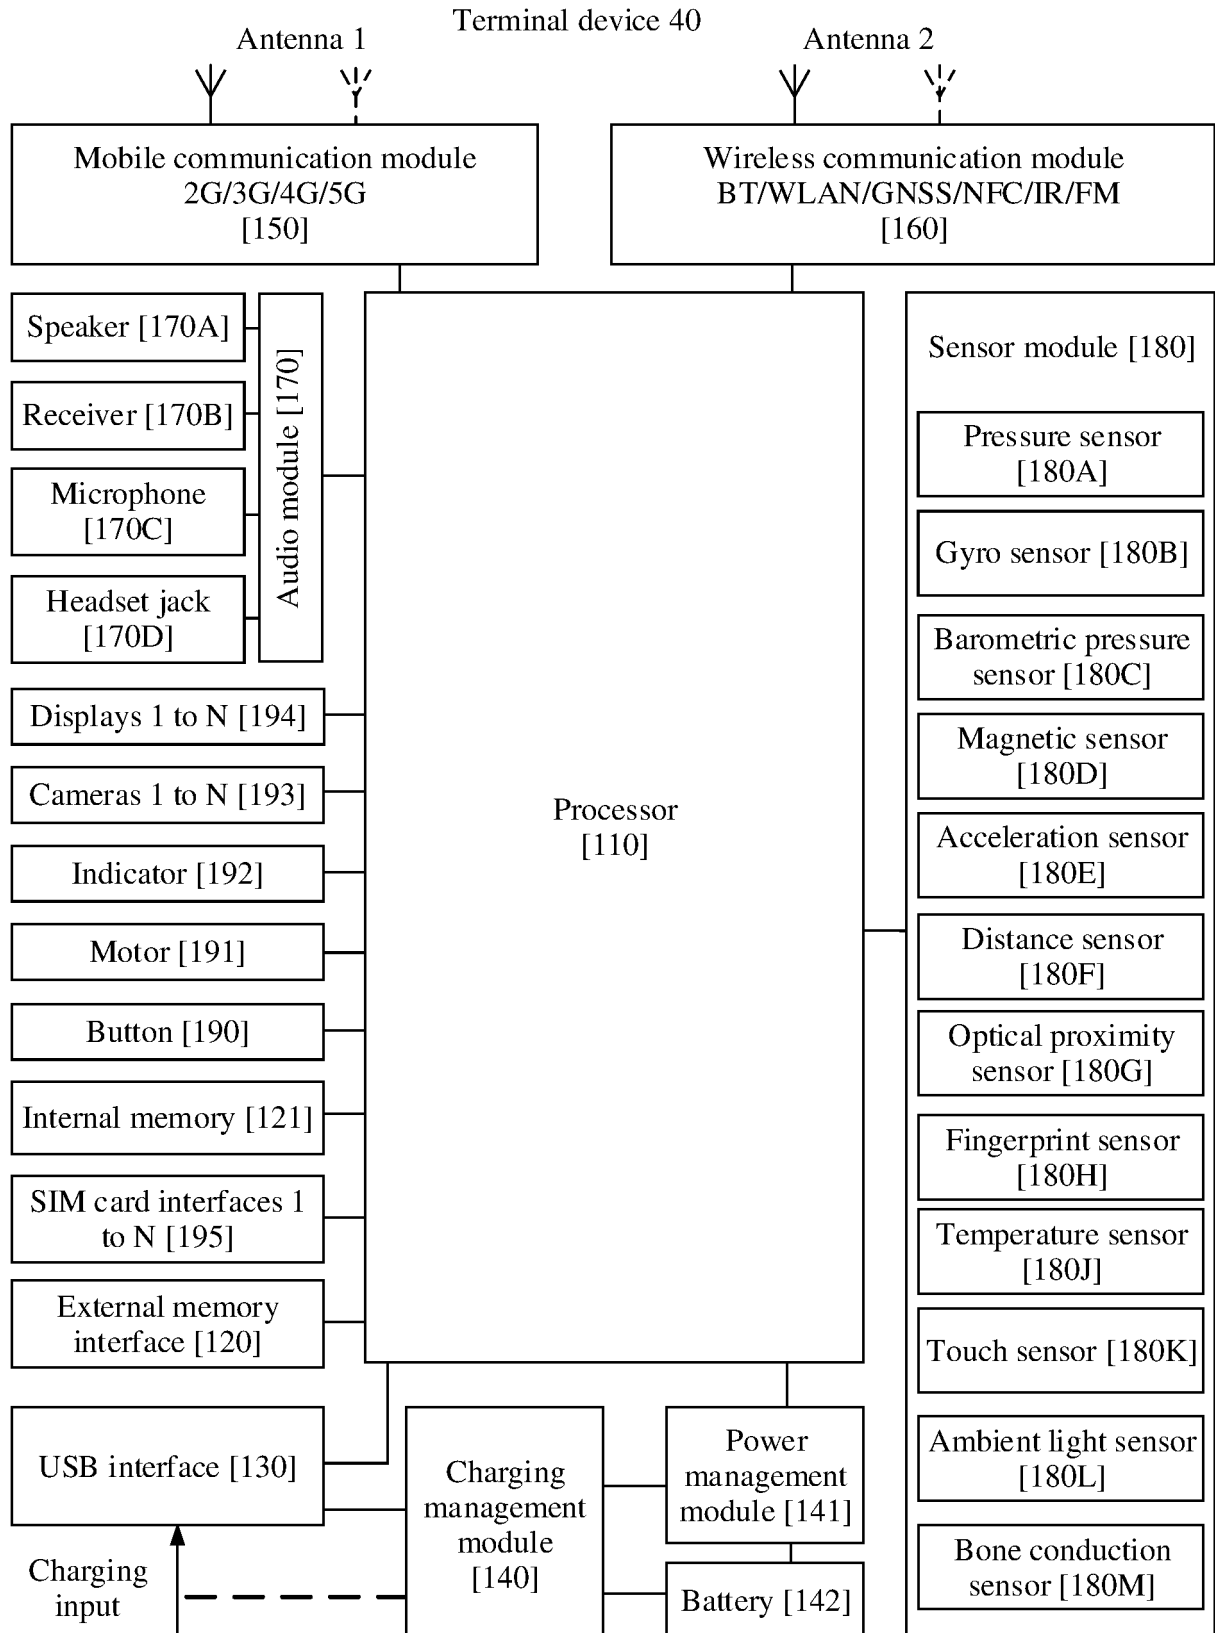 Terminal device 40
Antenna 1
Antenna 2
Mobile communication module
2G/3G/4G/5G
[150]
Wireless communication module
BT/WLAN/GNSS/NFC/IR/FM
[160]
Speaker [170A]
Receiver [170B]
Microphone
[170C]
Headset jack
[170D]
Audio module [170]
Displays 1 to N [194]
Cameras 1 to N [193]
Indicator [192]
Motor [191]
Button [190]
Internal memory [121]
SIM card interfaces 1
to N [195]
External memory
interface [120]
Processor
[110]
Sensor module [180]
Pressure sensor
[180A]
Gyro sensor [180B]
Barometric pressure
sensor [180C]
Magnetic sensor
[180D]
Acceleration sensor
[180E]
Distance sensor
[180F]
Optical proximity
sensor [180G]
Fingerprint sensor
[180H]
Temperature sensor
[180J]
Touch sensor [180K]
Ambient light sensor
[180L]
Bone conduction
sensor [180M]
USB interface [130]
Charging
input
Charging
management
module
[140]
Power
management
module [141]
Battery [142]